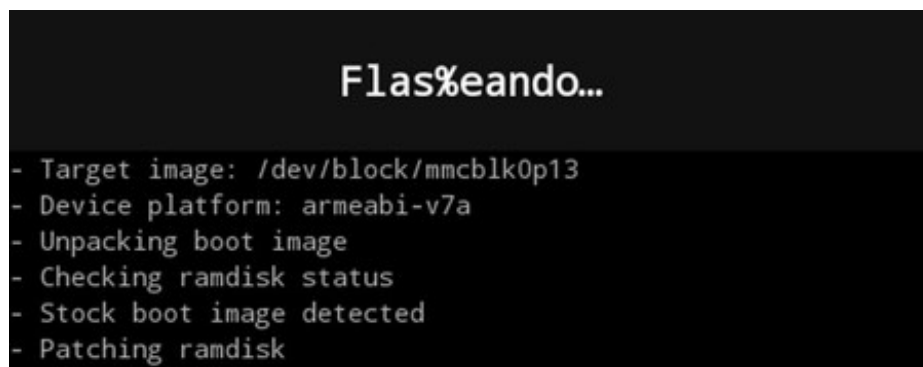 Flas%eando…
- Target image: /dev/block/mmcblk0p13
- Device platform: armeabi-v7a
- Unpacking boot image
- Checking ramdisk status
- Stock boot image detected
- Patching ramdisk